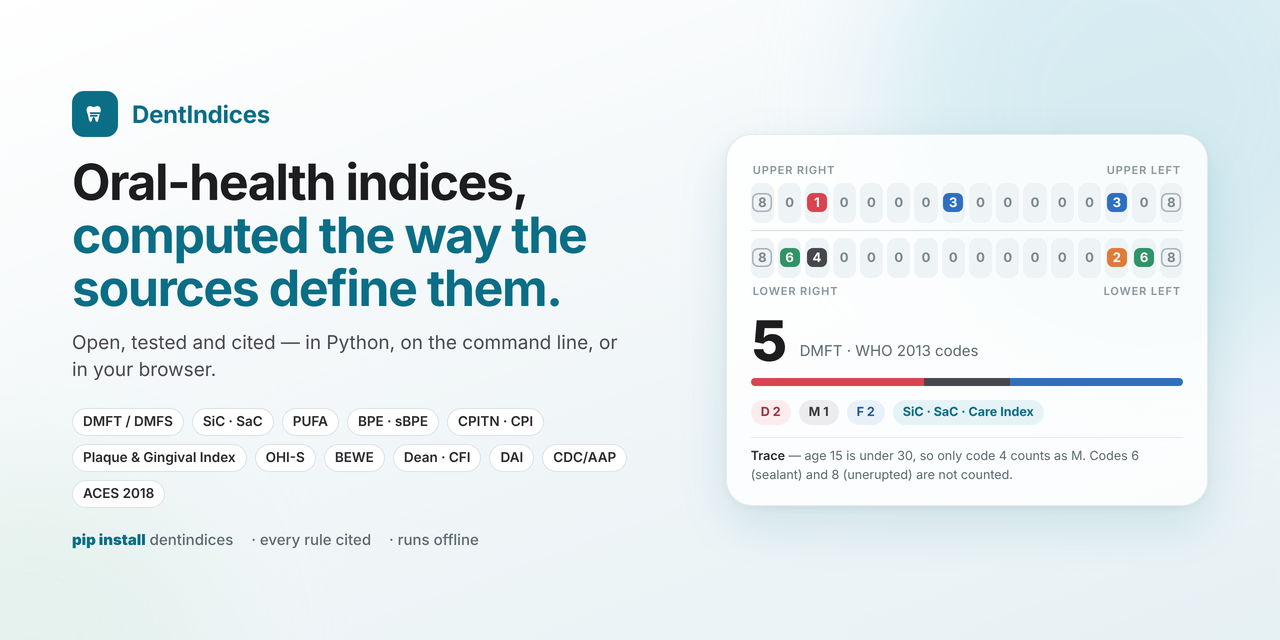 DentIndices
Oral-health indices,
computed the way the
sources define them.
Open, tested and cited — in Python, on the command line, or
in your browser.
DMFT / DMFS SiC · SaC PUFA BPE · sBPE CPITN · CPI
Plaque & Gingival Index OHI-S BEWE Dean · CFI DAI CDC/AAP
ACES 2018
pip install dentindices · every rule cited · runs offline
UPPER RIGHT UPPER LEFT
8 0 1 0 0 0 0 3 0 0 0 0 0 3 0 8
8 6 4 0 0 0 0 0 0 0 0 0 0 2 6 8
LOWER RIGHT LOWER LEFT
5 DMFT · WHO 2013 codes
D 2 M 1 F 2 SiC · SaC · Care Index
Trace — age 15 is under 30, so only code 4 counts as M. Codes 6
(sealant) and 8 (unerupted) are not counted.